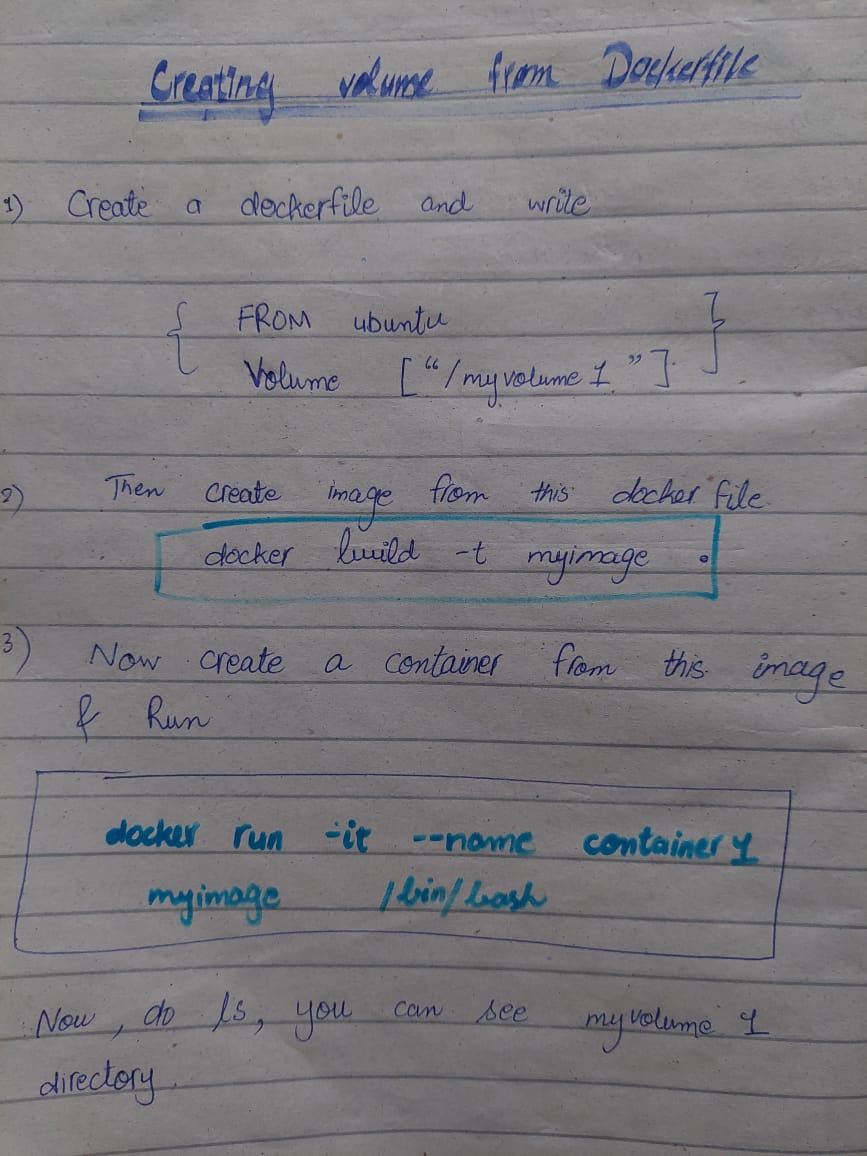 Creating volume from Dockerfile
1) Create a dockerfile and write
{ FROM ubuntu }
Volume ["/myvolume 1"].
2) Then create image from this docker file.
docker build -t myimage .
3) Now create a container from this image
& Run
docker run -it --name container 1
myimage /bin/bash
Now, do ls, you can see myvolume 1
directory.